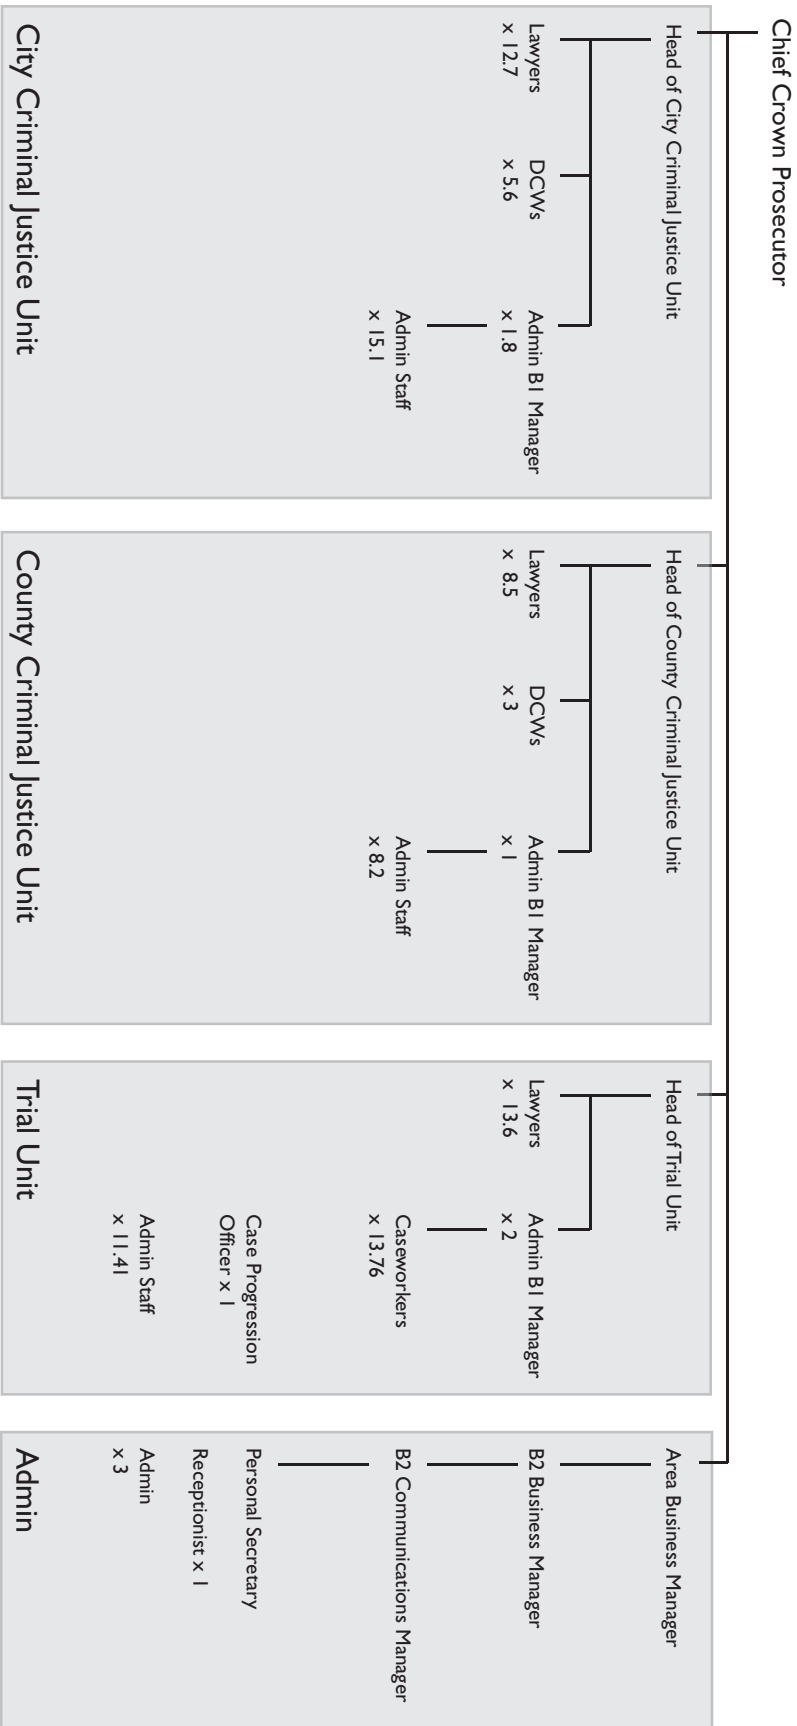 Chief Crown Prosecutor
Head of City Criminal Justice Unit
Lawyers
x 12.7
DCWs
x 5.6
Admin B1 Manager
x 1.8
Admin Staff
x 15.1
City Criminal Justice Unit
Head of County Criminal Justice Unit
Lawyers
x 8.5
DCWs
x 3
Admin B1 Manager
x 1
Admin Staff
x 8.2
County Criminal Justice Unit
Head of Trial Unit
Lawyers
x 13.6
Admin B1 Manager
x 2
Caseworkers
x 13.76
Case Progression
Officer x 1
Admin Staff
x 11.41
Trial Unit
Area Business Manager
B2 Business Manager
B2 Communications Manager
Personal Secretary
Receptionist x 1
Admin
x 3
Admin